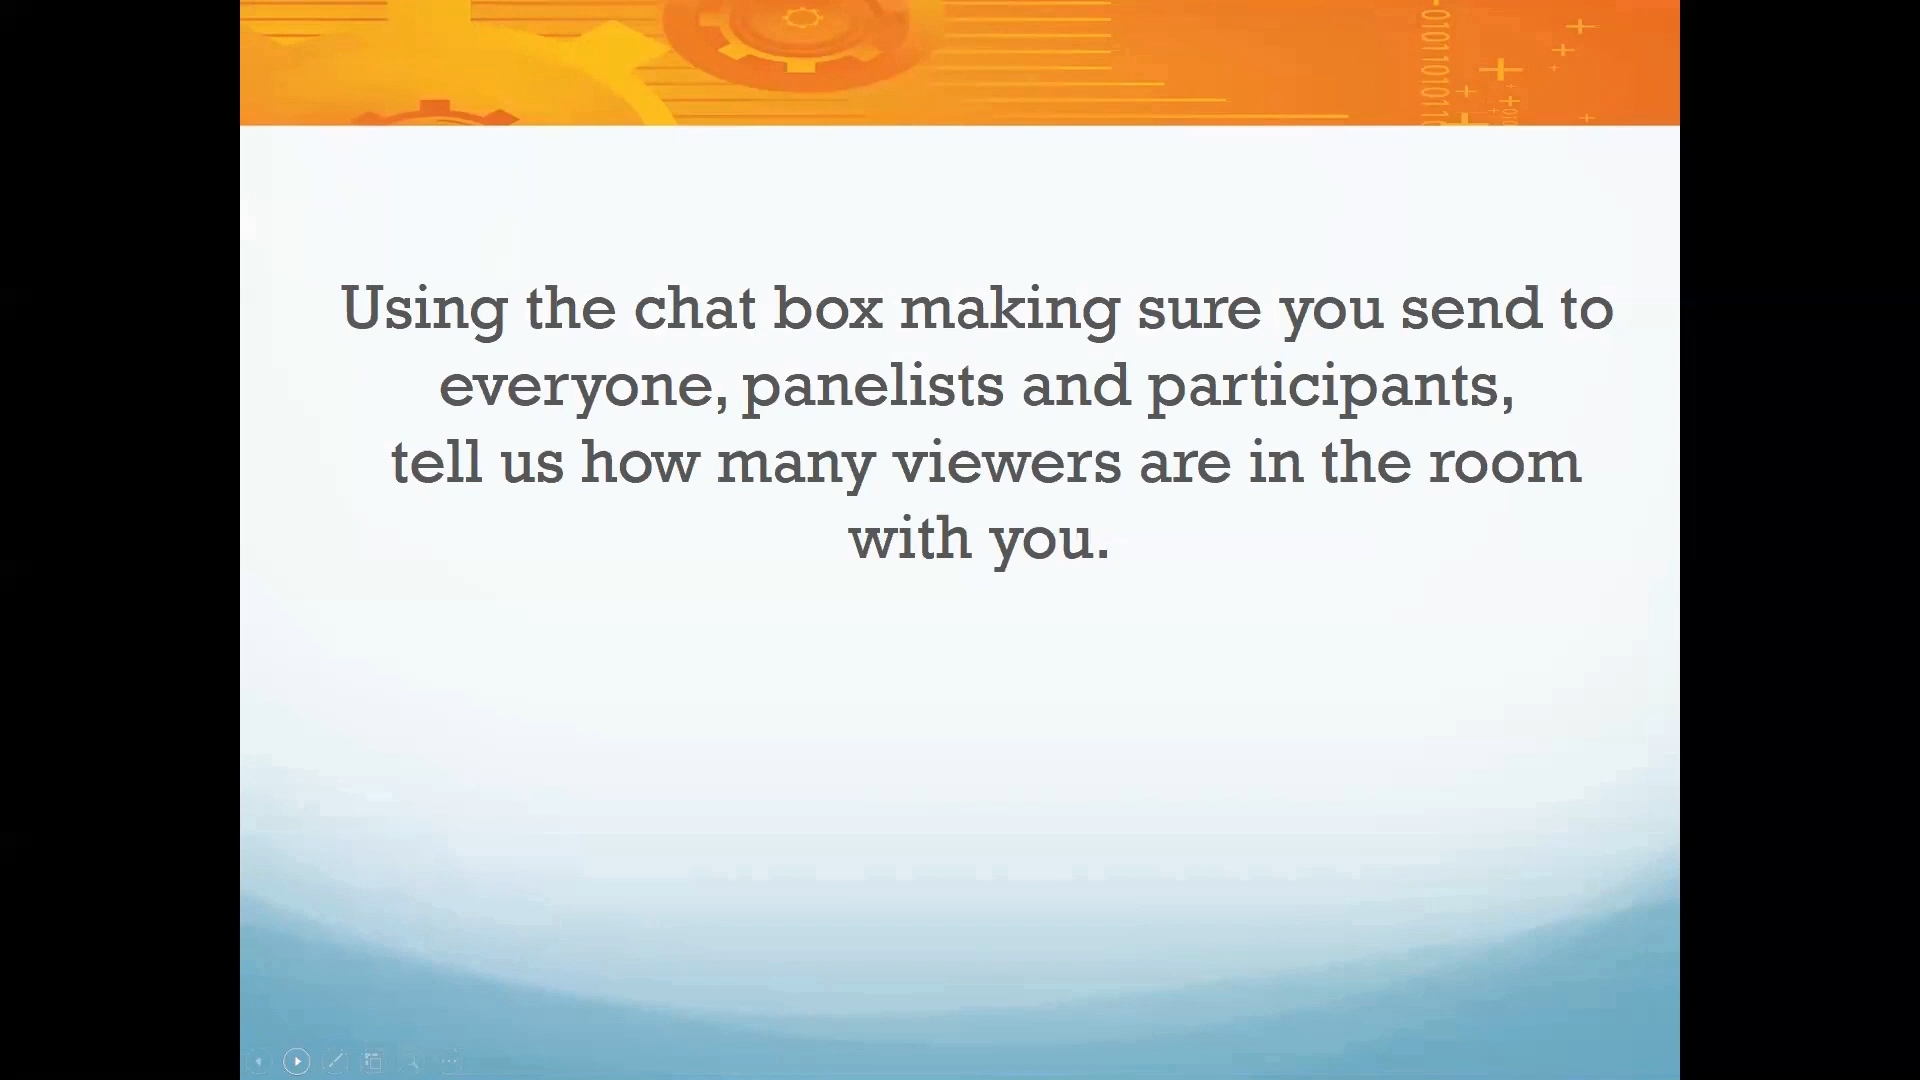 Using the chat box making sure you send to
everyone, panelists and participants,
tell us how many viewers are in the room
with you.